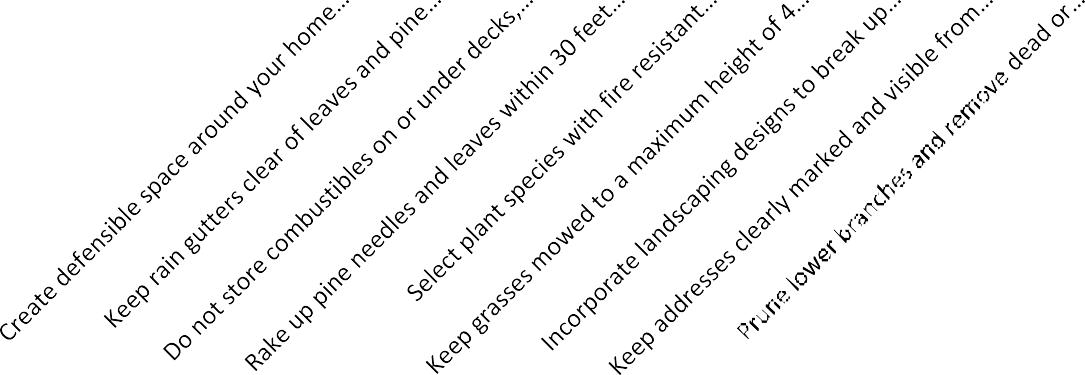 Create defensible space around your home...
Keep rain gutters clear of leaves and pine...
Do not store combustibles on or under decks,...
Rake up pine needles and leaves within 30 feet...
Select plant species with fire resistant...
Keep grasses mowed to a maximum height of 4...
Incorporate landscaping designs to break up...
Keep addresses clearly marked and visible from...
Prune lower branches and remove dead or...